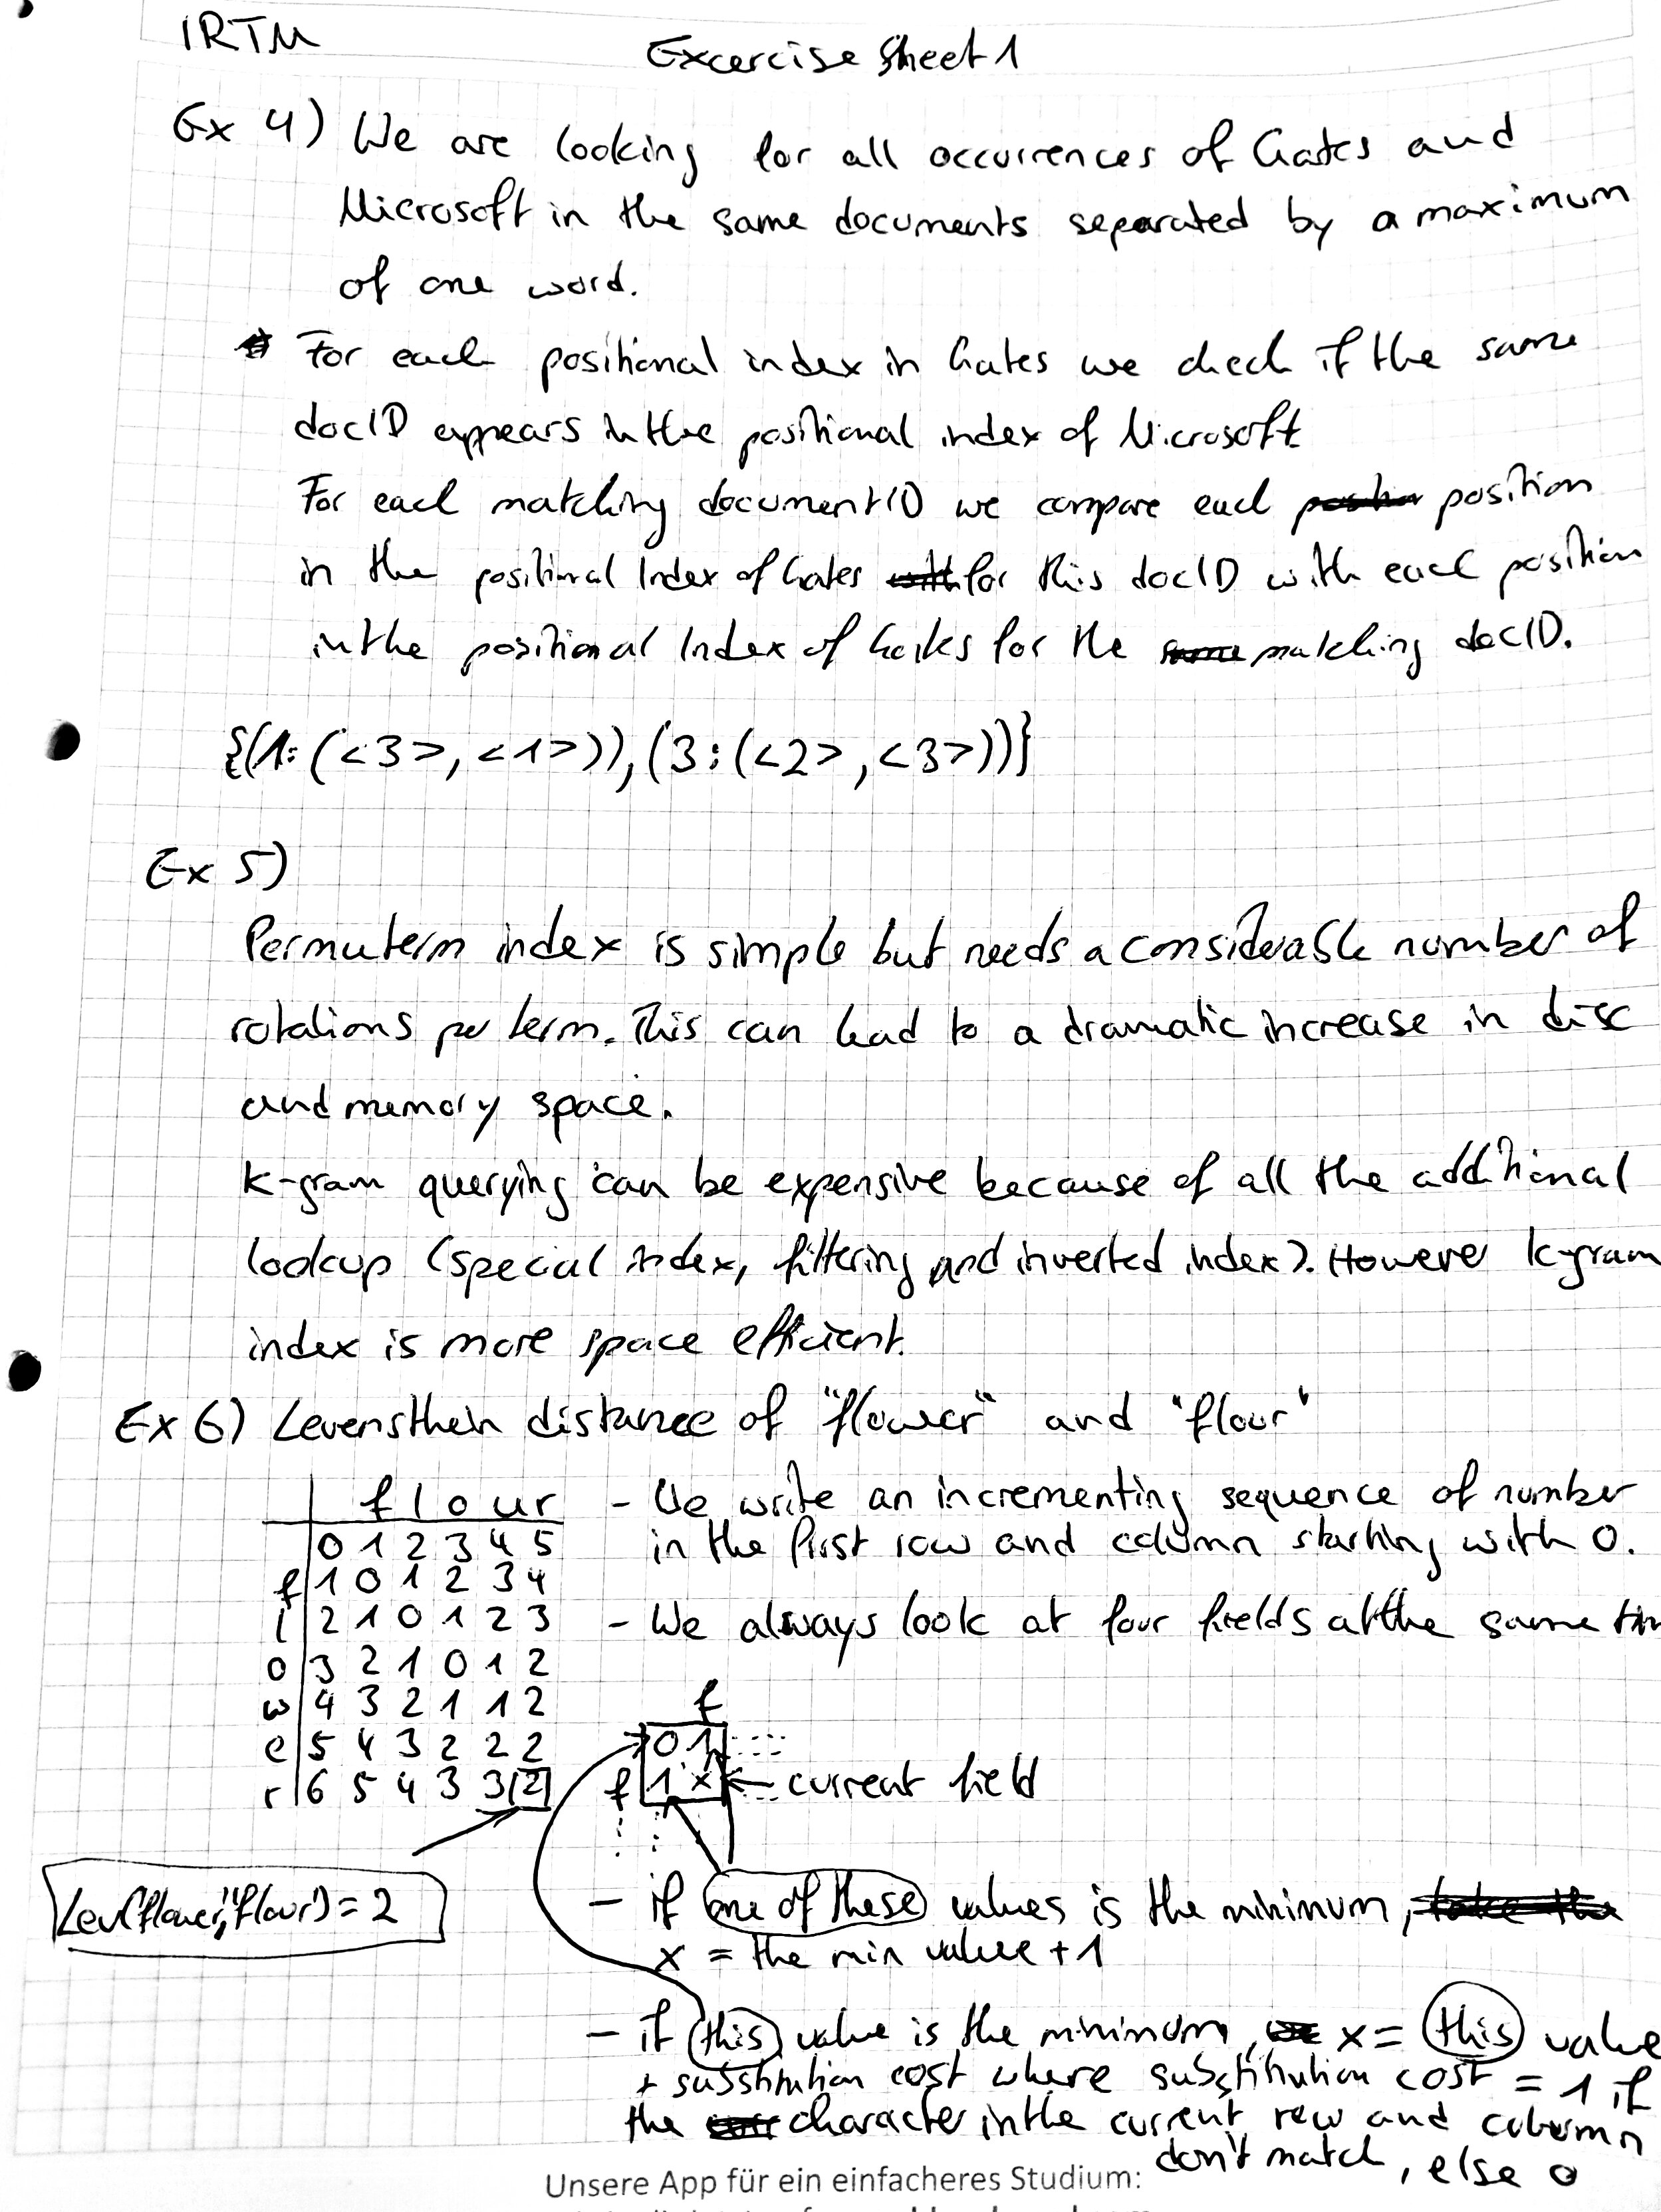 IRTM
Excercise Sheet 1
Ex 4) We are looking for all occurrences of Gates and
Microsoft in the same documents separated by a maximum
of one word.
For each positional index in Gates we check if the same
docID appears in the positional index of Microsoft
For each matching documentID we compare each position
in the positional Index of Gates for this docID with each position
in the positional Index of Gates for the matching docID.
{(1:(<3>,<1>)),(3:(<2>,<3>))}
Ex 5)
Permuterm index is simple but needs a considerable number of
rotations per term. This can lead to a dramatic increase in disc
and memory space.
K-gram querying can be expensive because of all the additional
lookup (special index, filtering and inverted index). However k-gram
index is more space efficient.
Ex 6) Levensthein distance of "flower" and "flour"
f l o u r
0 1 2 3 4 5
f 1 0 1 2 3 4
l 2 1 0 1 2 3
o 3 2 1 0 1 2
w 4 3 2 1 1 2
e 5 4 3 2 2 2
r 6 5 4 3 3 2
- We write an incrementing sequence of number
in the first row and column starting with 0.
- We always look at four fields at the same
f
0 1
f 1 x current field
Lev("flower","flour") = 2
- if one of these values is the minimum,
x = the min value + 1
- if this value is the minimum, x = this value
+ substitution cost where substitution cost = 1 if
the character in the current row and column
don't match, else 0
Unsere App für ein einfacheres Studium: